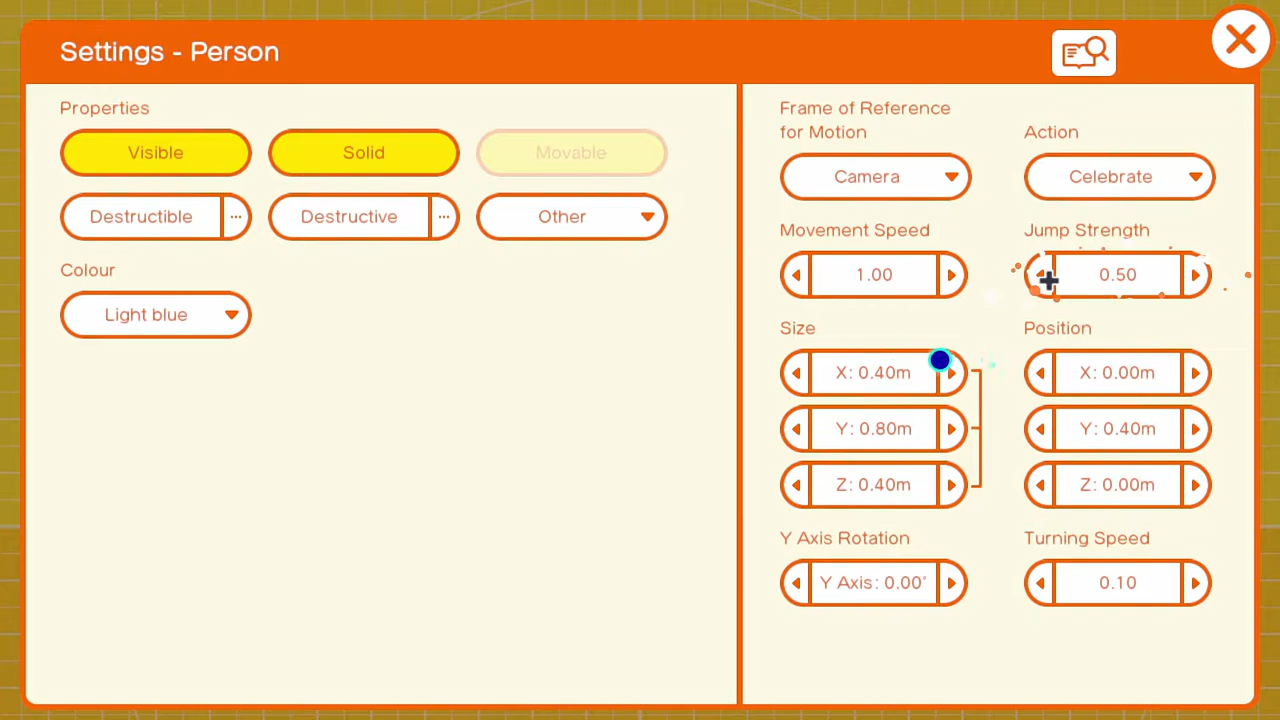 Settings - Person
Properties
Visible
Solid
Movable
Destructible
...
Destructive
...
Other
Colour
Light blue
Frame of Reference
for Motion
Camera
Action
Celebrate
Movement Speed
1.00
Jump Strength
0.50
Size
X: 0.40m
Y: 0.80m
Z: 0.40m
Position
X: 0.00m
Y: 0.40m
Z: 0.00m
Y Axis Rotation
Y Axis: 0.00°
Turning Speed
0.10